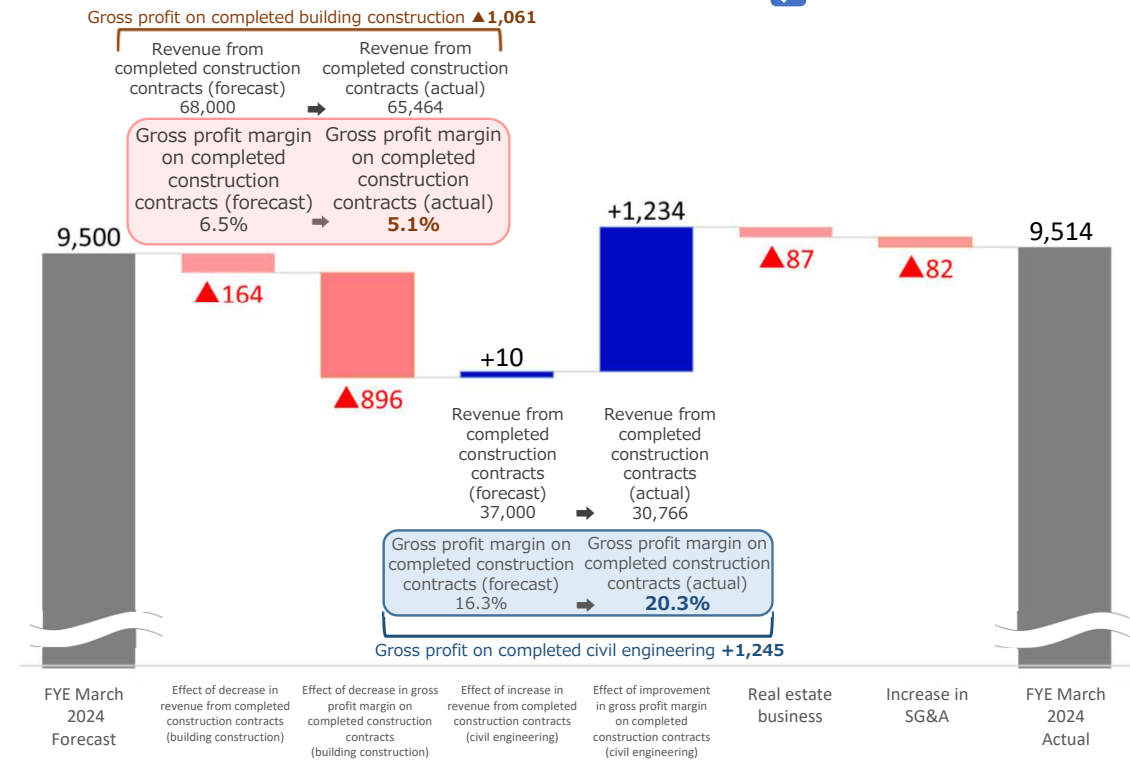 Gross profit on completed building construction ▲1,061
Revenue from
completed construction
contracts (forecast)
68,000
Revenue from
completed construction
contracts (actual)
65,464
Gross profit margin
on completed
construction
contracts (forecast)
6.5%
Gross profit margin
on completed
construction
contracts (actual)
5.1%
9,500
▲164
▲896
+10
+1,234
▲87
▲82
9,514
Revenue from
completed
construction
contracts
(forecast)
37,000
Revenue from
completed
construction
contracts
(actual)
30,766
Gross profit margin on
completed construction
contracts (forecast)
16.3%
Gross profit margin on
completed construction
contracts (actual)
20.3%
Gross profit on completed civil engineering +1,245
FYE March
2024
Forecast
Effect of decrease in
revenue from completed
construction contracts
(building construction)
Effect of decrease in gross
profit margin on
completed construction
contracts
(building construction)
Effect of increase in
revenue from completed
construction contracts
(civil engineering)
Effect of improvement
in gross profit margin
on completed
construction contracts
(civil engineering)
Real estate
business
Increase in
SG&A
FYE March
2024
Actual